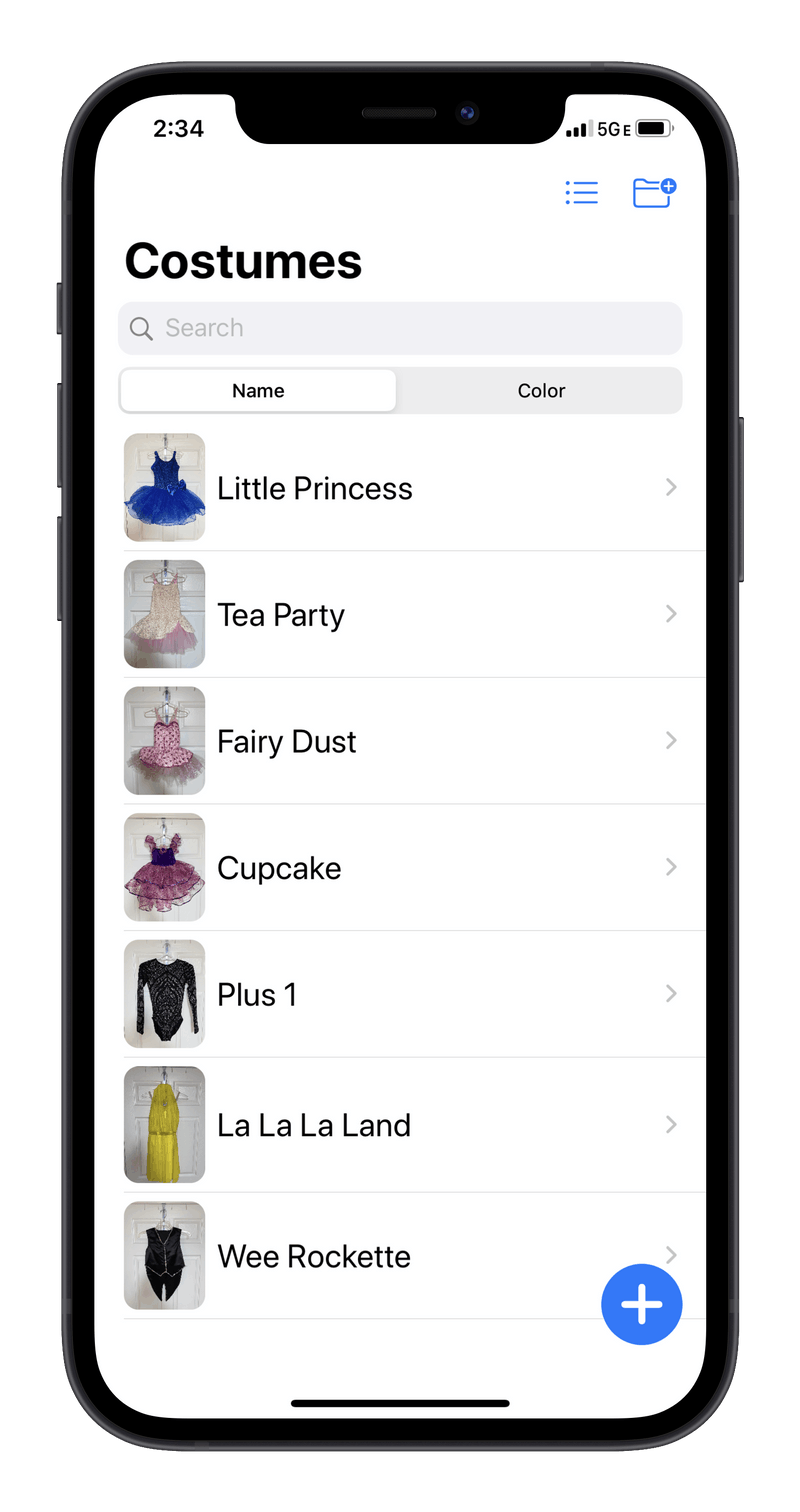 2:34
5GE
Costumes
Search
Name Color
Little Princess
Tea Party
Fairy Dust
Cupcake
Plus 1
La La La Land
Wee Rockette